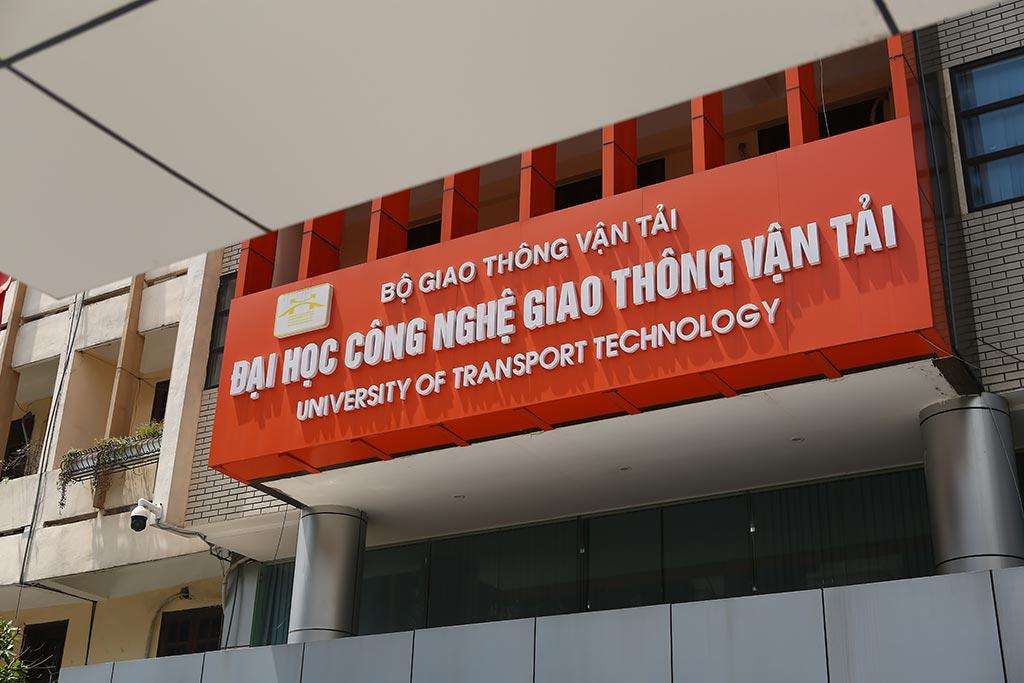 BỘ GIAO THÔNG VẬN TẢI
ĐẠI HỌC CÔNG NGHỆ GIAO THÔNG VẬN TẢI
UNIVERSITY OF TRANSPORT TECHNOLOGY